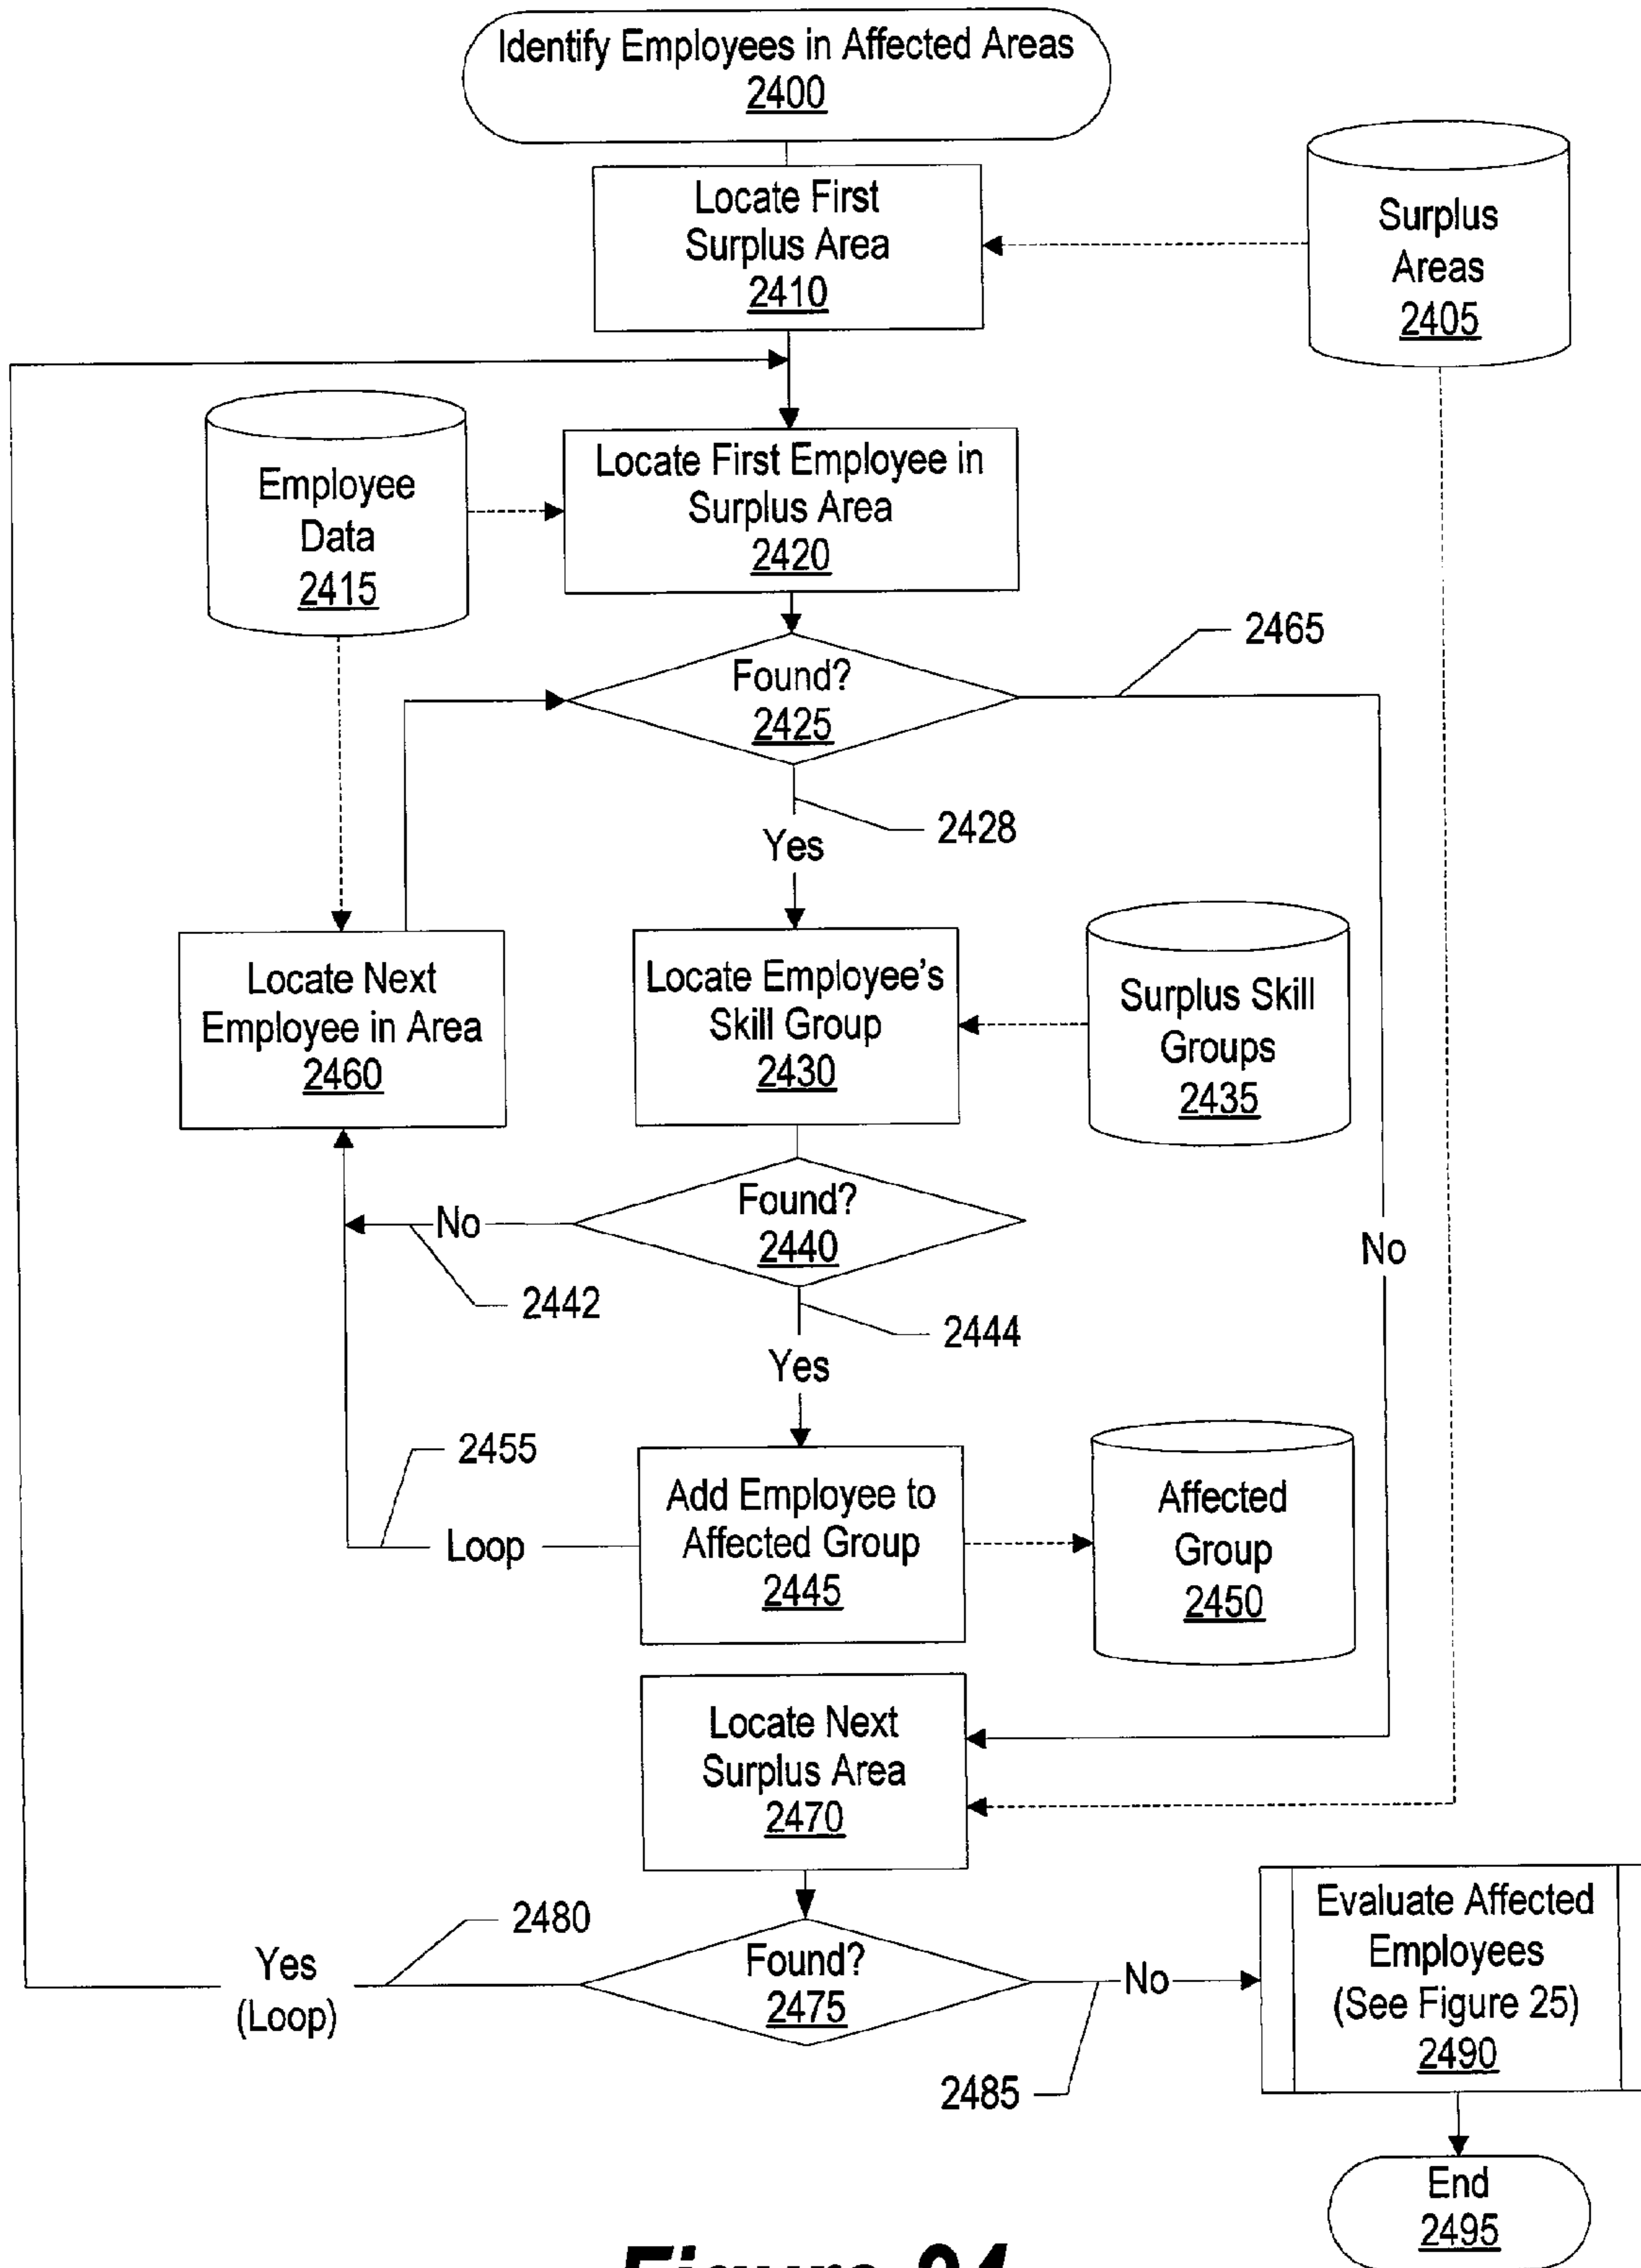 Identify Employees in Affected Areas
2400
Locate First
Surplus Area
2410
Surplus
Areas
2405
Employee
Data
2415
Locate First Employee in
Surplus Area
2420
2465
Found?
2425
2428
Yes
Locate Next
Employee in Area
2460
Locate Employee's
Skill Group
2430
Surplus Skill
Groups
2435
Found?
2440
No
No
2442
2444
Yes
2455
Loop
Add Employee to
Affected Group
2445
Affected
Group
2450
Locate Next
Surplus Area
2470
2480
Yes
(Loop)
Found?
2475
No
2485
Evaluate Affected
Employees
(See Figure 25)
2490
End
2495
Figure 24